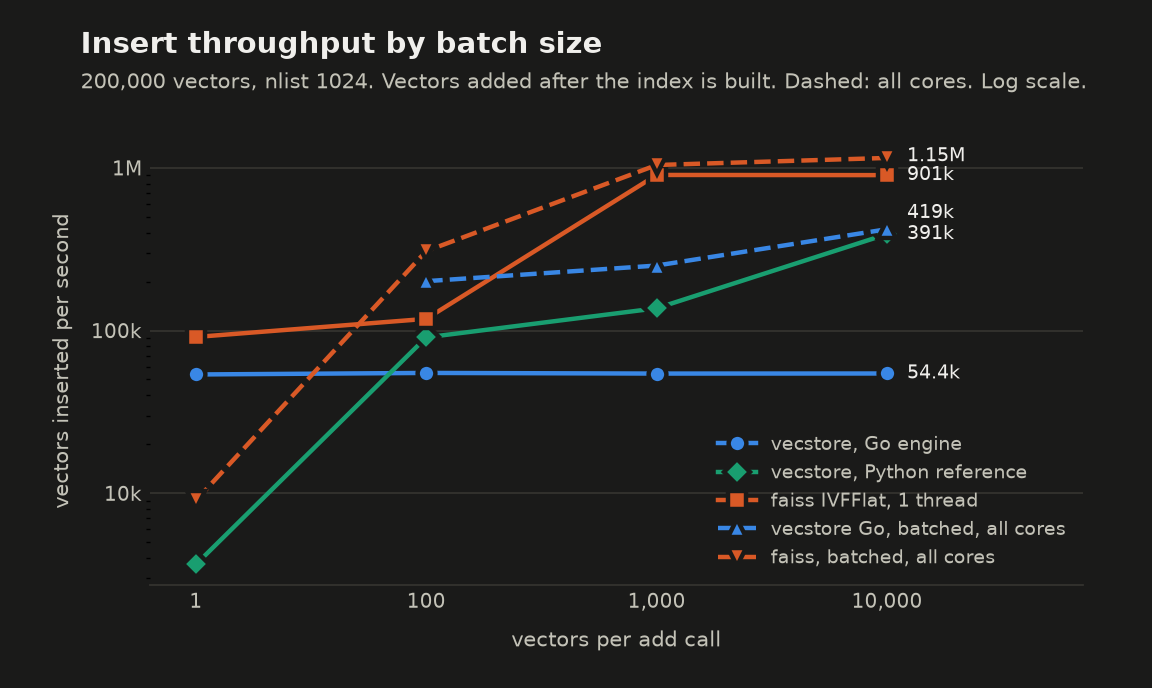 Insert throughput by batch size
200,000 vectors, nlist 1024. Vectors added after the index is built. Dashed: all cores. Log scale.
vectors inserted per second
1M
100k
10k
1.15M
901k
419k
391k
54.4k
vecstore, Go engine
vecstore, Python reference
faiss IVFFlat, 1 thread
vecstore Go, batched, all cores
faiss, batched, all cores
1
100
1,000
10,000
vectors per add call